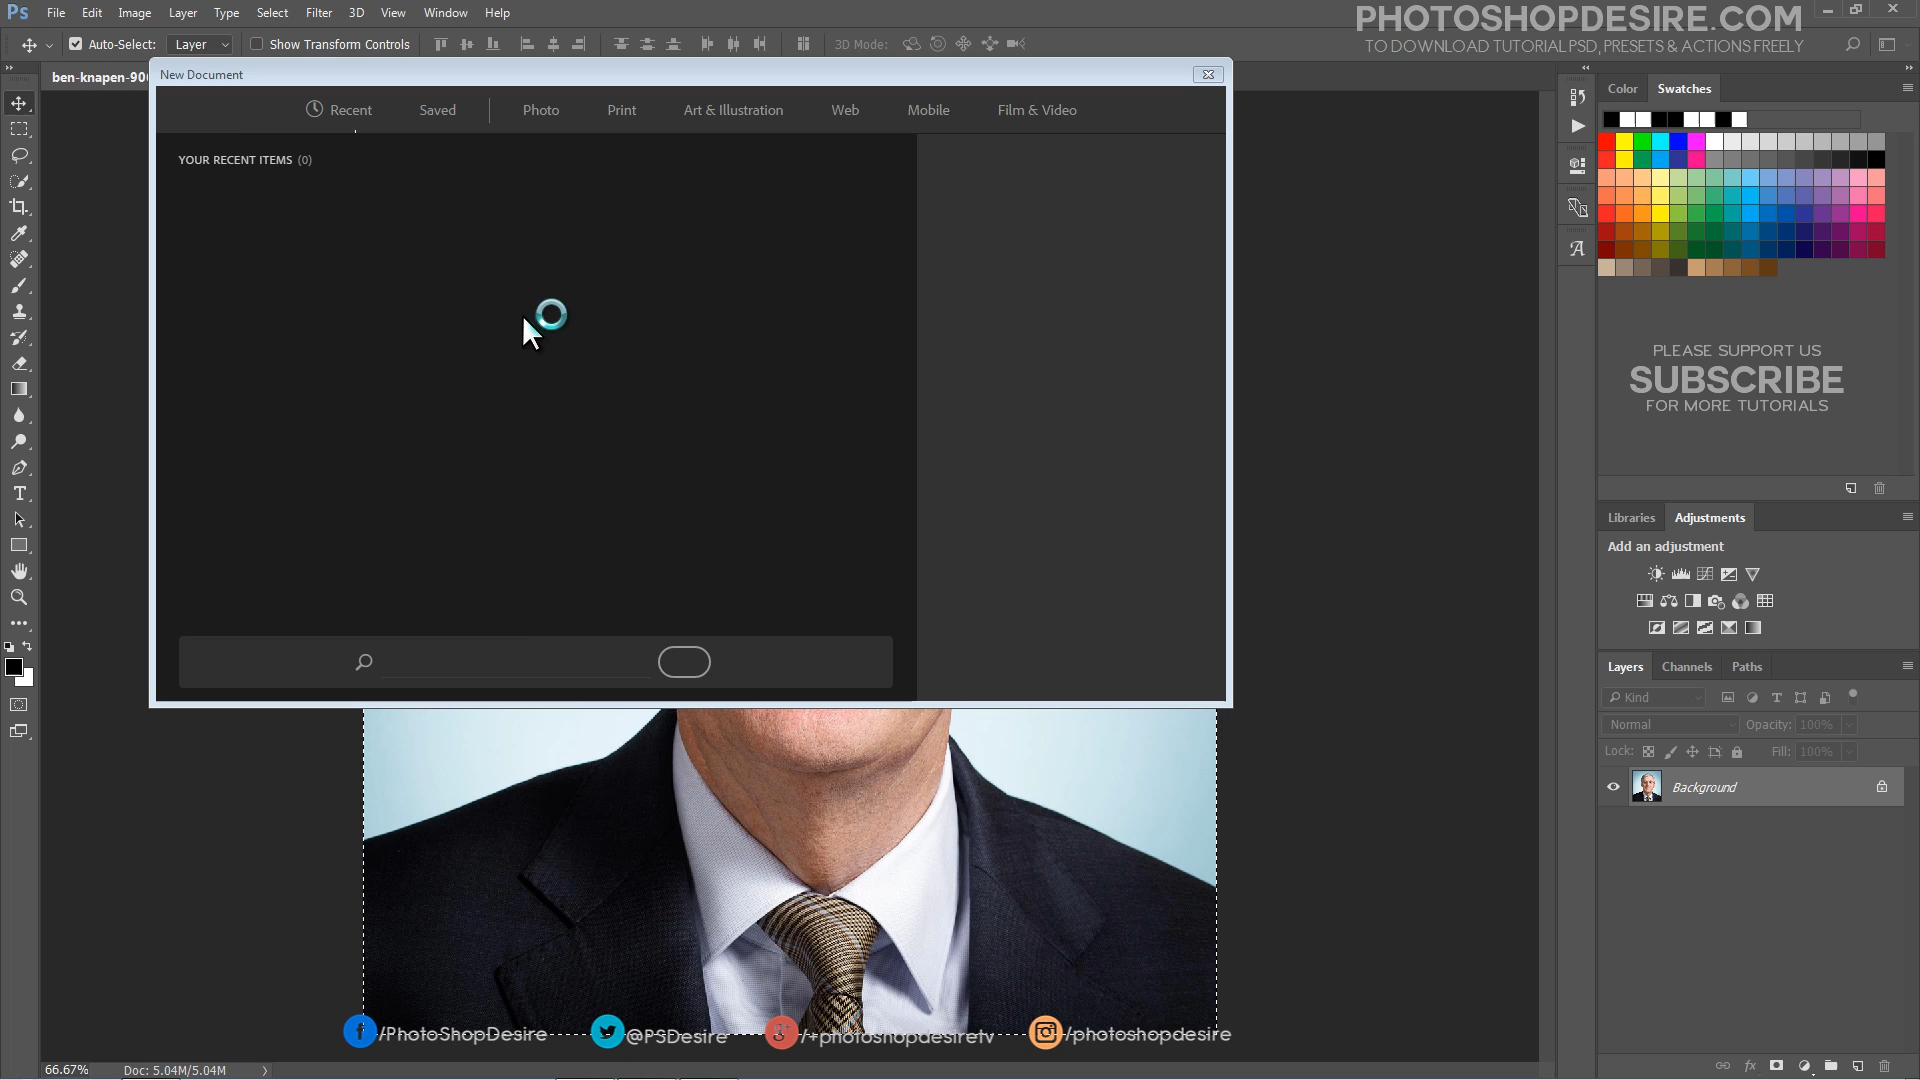 Ps File Edit Image Layer Type Select Filter 3D View Window Help
PHOTOSHOPDESIRE.COM
TO DOWNLOAD TUTORIAL PSD, PRESETS & ACTIONS FREELY
Auto-Select: Layer Show Transform Controls 3D Mode:
ben-knapen-90
New Document
Recent Saved Photo Print Art & Illustration Web Mobile Film & Video
YOUR RECENT ITEMS (0)
Color Swatches
PLEASE SUPPORT US
SUBSCRIBE
FOR MORE TUTORIALS
Libraries Adjustments
Add an adjustment
Layers Channels Paths
Kind
Normal Opacity: 100%
Lock: Fill: 100%
Background
/PhotoShopDesire @PSDesire /+photoshopdesiretv /photoshopdesire
66.67% Doc: 5.04M/5.04M
fx